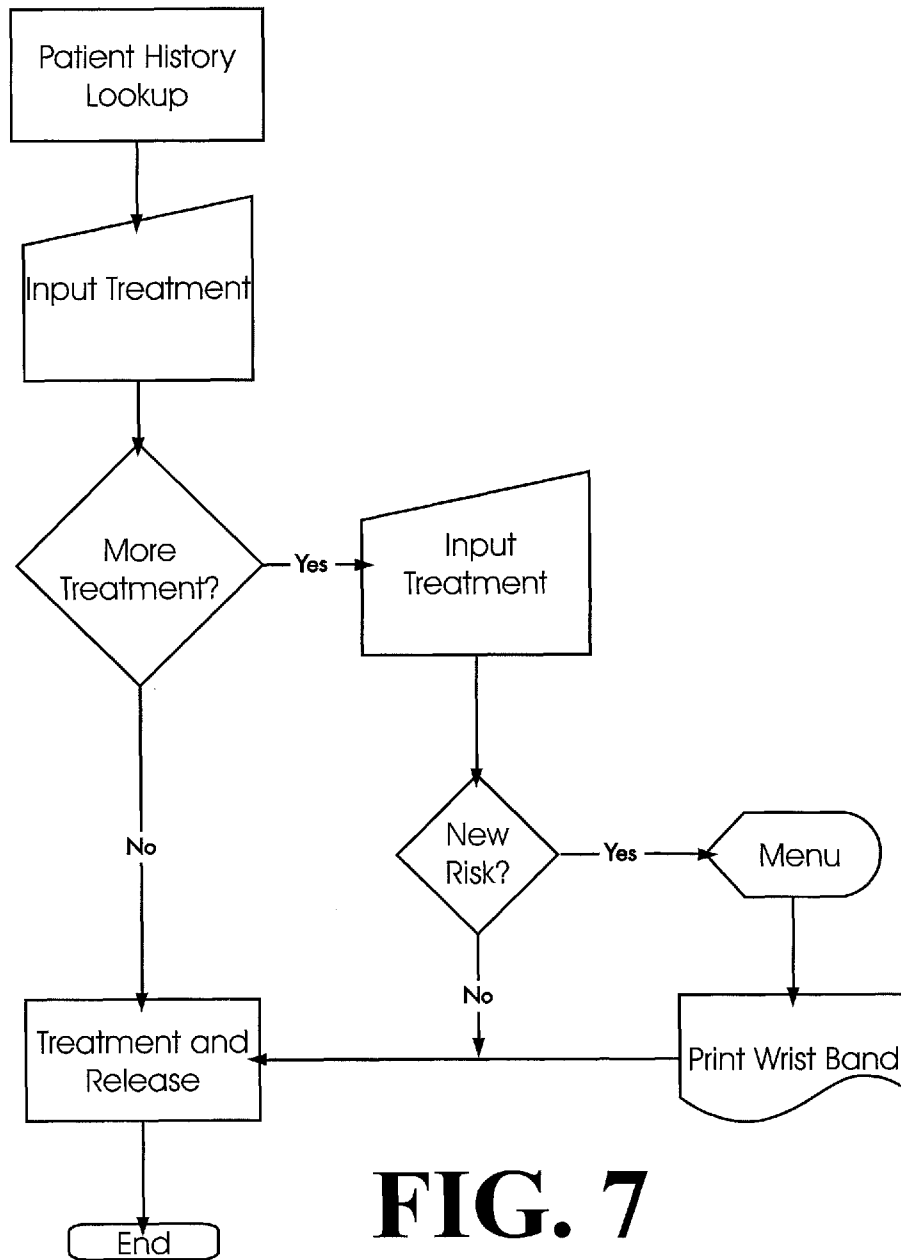 Patient History
Lookup
Input Treatment
More
Treatment?
Yes
Input
Treatment
No
New
Risk?
Yes
Menu
No
Treatment and
Release
Print Wrist Band
End
FIG. 7